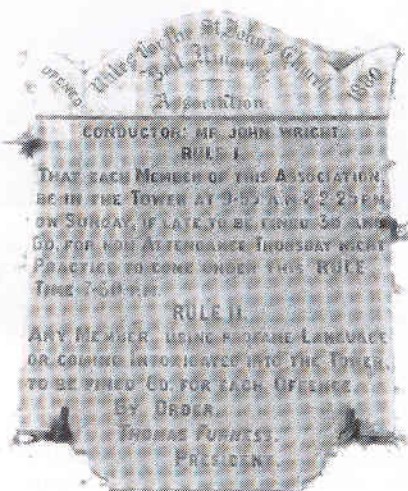 OPENED 1880
Rules for the St Johns Church
Bell Ringers
Association
CONDUCTOR: MR JOHN WRIGHT
RULE I.
THAT EACH MEMBER OF THIS ASSOCIATION,
BE IN THE TOWER AT 9-55 A.M & 2.25 P.M
ON SUNDAY, IF LATE TO BE FINED 3D AND
6D. FOR NON ATTENDANCE THURSDAY NIGHT
PRACTICE TO COME UNDER THIS RULE
TIME 7-30 P.M.
RULE II.
ANY MEMBER, USING PROFANE LANGUAGE
OR COMING INTOXICATED INTO THE TOWER,
TO BE FINED 6D. FOR EACH OFFENCE
BY ORDER.
THOMAS FURNESS.
PRESIDENT.